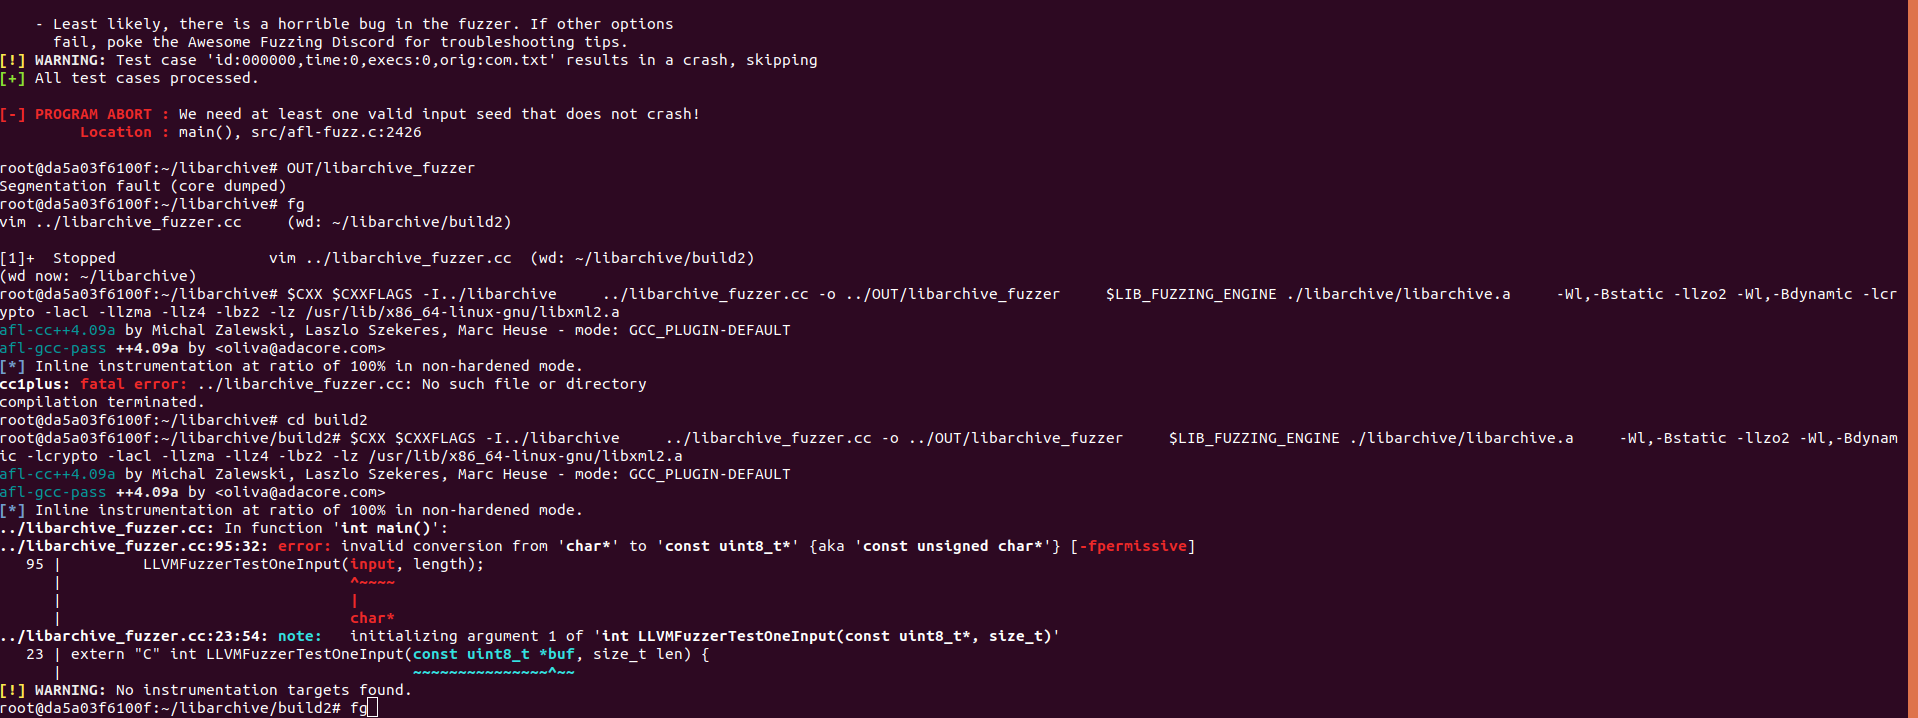 - Least likely, there is a horrible bug in the fuzzer. If other options
      fail, poke the Awesome Fuzzing Discord for troubleshooting tips.
[!] WARNING: Test case 'id:000000,time:0,execs:0,orig:com.txt' results in a crash, skipping
[+] All test cases processed.

[-] PROGRAM ABORT : We need at least one valid input seed that does not crash!
         Location : main(), src/afl-fuzz.c:2426

root@da5a03f6100f:~/libarchive# OUT/libarchive_fuzzer
Segmentation fault (core dumped)
root@da5a03f6100f:~/libarchive# fg
vim ../libarchive_fuzzer.cc     (wd: ~/libarchive/build2)

[1]+  Stopped                 vim ../libarchive_fuzzer.cc  (wd: ~/libarchive/build2)
(wd now: ~/libarchive)
root@da5a03f6100f:~/libarchive# $CXX $CXXFLAGS -I../libarchive     ../libarchive_fuzzer.cc -o ../OUT/libarchive_fuzzer     $LIB_FUZZING_ENGINE ./libarchive/libarchive.a     -Wl,-Bstatic -llzo2 -Wl,-Bdynamic -lcr
ypto -lacl -llzma -llz4 -lbz2 -lz /usr/lib/x86_64-linux-gnu/libxml2.a
afl-cc++4.09a by Michal Zalewski, Laszlo Szekeres, Marc Heuse - mode: GCC_PLUGIN-DEFAULT
afl-gcc-pass ++4.09a by <oliva@adacore.com>
[*] Inline instrumentation at ratio of 100% in non-hardened mode.
cc1plus: fatal error: ../libarchive_fuzzer.cc: No such file or directory
compilation terminated.
root@da5a03f6100f:~/libarchive# cd build2
root@da5a03f6100f:~/libarchive/build2# $CXX $CXXFLAGS -I../libarchive     ../libarchive_fuzzer.cc -o ../OUT/libarchive_fuzzer     $LIB_FUZZING_ENGINE ./libarchive/libarchive.a     -Wl,-Bstatic -llzo2 -Wl,-Bdynam
ic -lcrypto -lacl -llzma -llz4 -lbz2 -lz /usr/lib/x86_64-linux-gnu/libxml2.a
afl-cc++4.09a by Michal Zalewski, Laszlo Szekeres, Marc Heuse - mode: GCC_PLUGIN-DEFAULT
afl-gcc-pass ++4.09a by <oliva@adacore.com>
[*] Inline instrumentation at ratio of 100% in non-hardened mode.
../libarchive_fuzzer.cc: In function 'int main()':
../libarchive_fuzzer.cc:95:32: error: invalid conversion from 'char*' to 'const uint8_t*' {aka 'const unsigned char*'} [-fpermissive]
   95 |         LLVMFuzzerTestOneInput(input, length);
      |                                ^~~~~
      |                                |
      |                                char*
../libarchive_fuzzer.cc:23:54: note:   initializing argument 1 of 'int LLVMFuzzerTestOneInput(const uint8_t*, size_t)'
   23 | extern "C" int LLVMFuzzerTestOneInput(const uint8_t *buf, size_t len) {
      |                                       ~~~~~~~~~~~~~~~^~~
[!] WARNING: No instrumentation targets found.
root@da5a03f6100f:~/libarchive/build2# fg